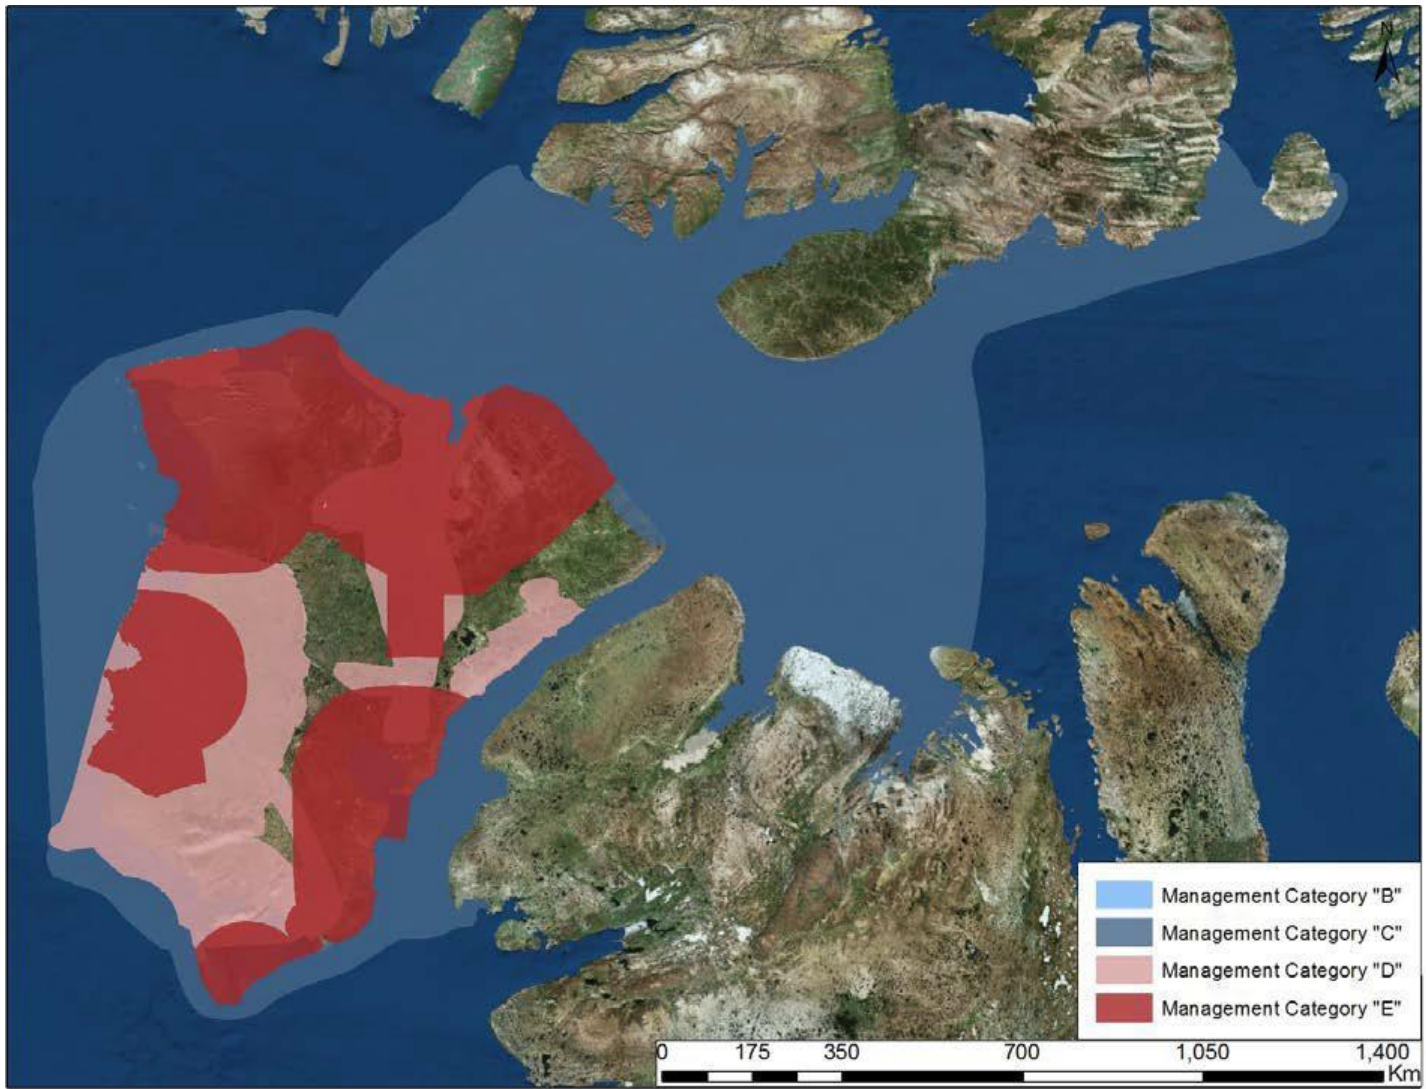 N
Management Category "B"
Management Category "C"
Management Category "D"
Management Category "E"
0 175 350 700 1,050 1,400
Km